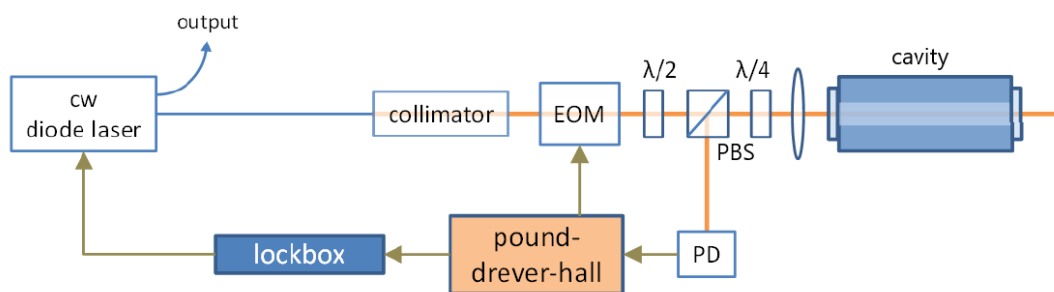 output
cw
diode laser
collimator
EOM
λ/2
PBS
λ/4
cavity
lockbox
pound-
drever-hall
PD